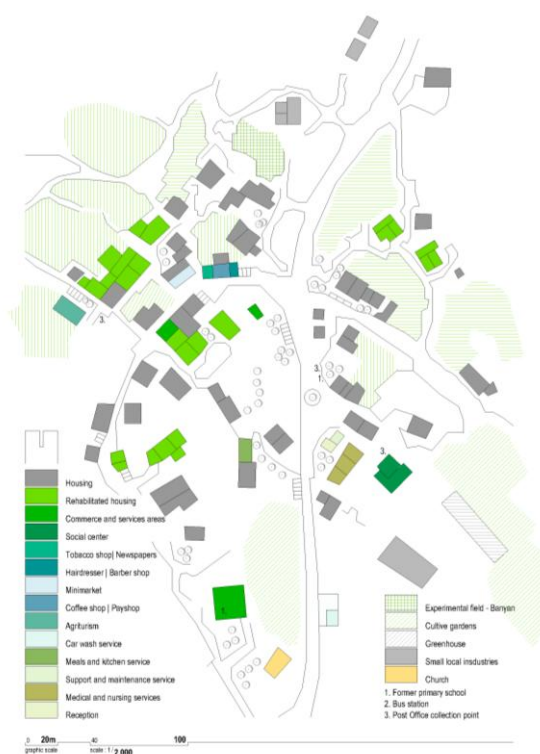 3.
3.
1.
3.
1.
Housing
Rehabilitated housing
Commerce and services areas
Social center
Tobacco shop| Newspapers
Hairdresser | Barber shop
Minimarket
Coffee shop | Payshop
Agriturism
Car wash service
Meals and kitchen service
Support and maintenance service
Medical and nursing services
Reception
Experimental field - Banyan
Cultive gardens
Greenhouse
Small local insdustries
Church
1. Former primary school
2. Bus station
3. Post Office collection point
0 20m 40 100
graphic scale scale : 1 / 2.000